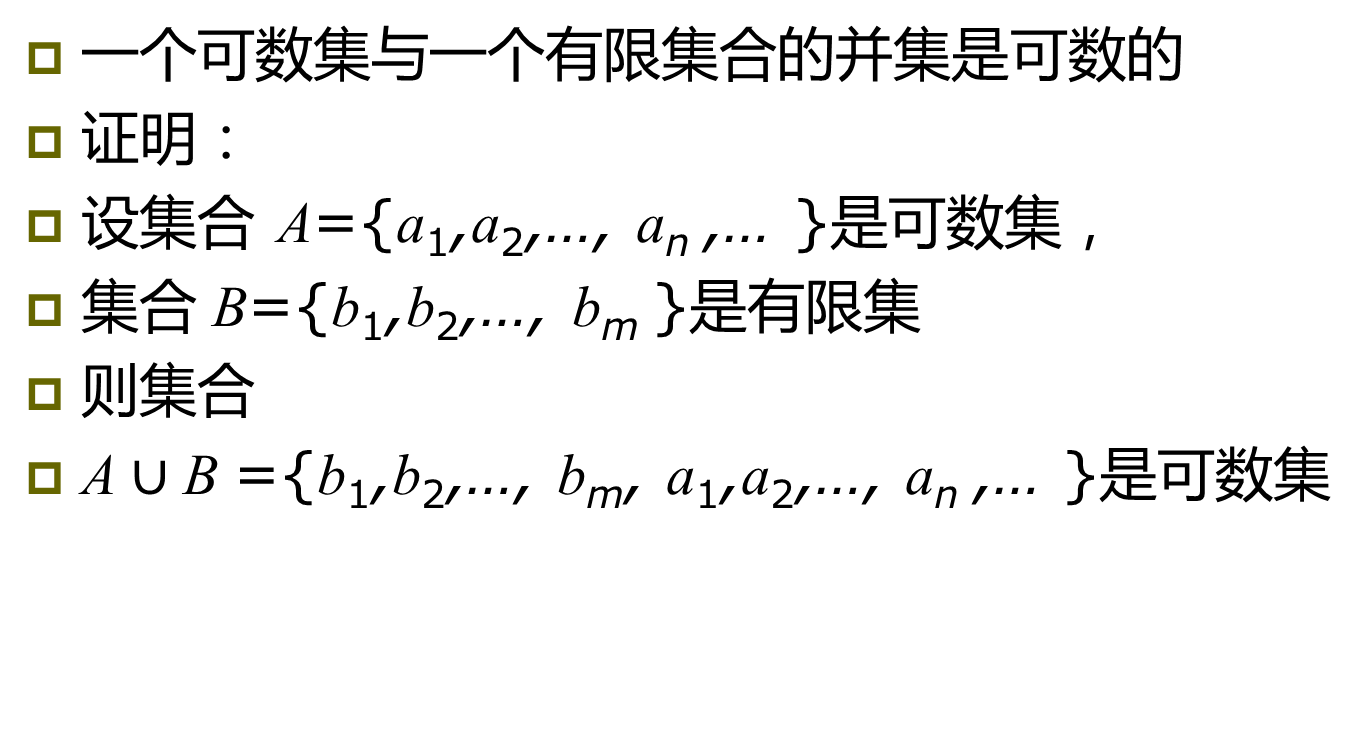 一个可数集与一个有限集合的并集是可数的
证明：
设集合 A={a₁,a₂,…, aₙ ,… }是可数集，
集合 B={b₁,b₂,…, bₘ }是有限集
则集合
A ∪ B ={b₁,b₂,…, bₘ, a₁,a₂,…, aₙ ,… }是可数集